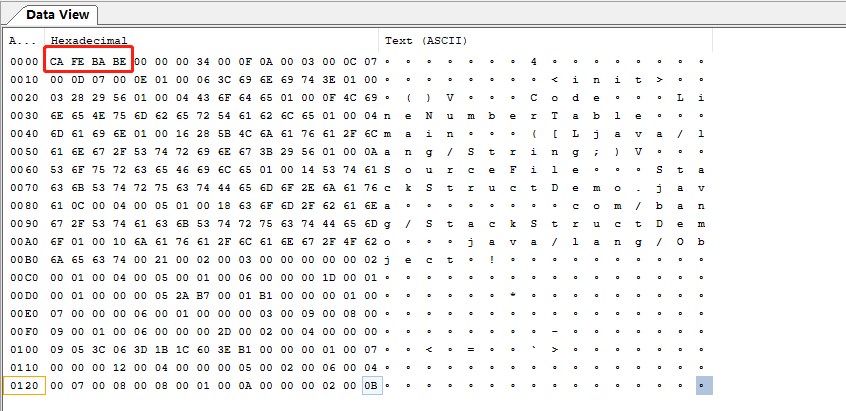 Data View
A... Hexadecimal Text (ASCII)
0000 CA FE BA BE 00 00 00 34 00 0F 0A 00 03 00 0C 07 ∘ ∘ ∘ ∘ ∘ ∘ ∘ 4 ∘ ∘ ∘ ∘ ∘ ∘ ∘ ∘
0010 00 0D 07 00 0E 01 00 06 3C 69 6E 69 74 3E 01 00 ∘ ∘ ∘ ∘ ∘ ∘ ∘ ∘ < i n i t > ∘ ∘
0020 03 28 29 56 01 00 04 43 6F 64 65 01 00 0F 4C 69 ∘ ( ) V ∘ ∘ ∘ C o d e ∘ ∘ ∘ L i
0030 6E 65 4E 75 6D 62 65 72 54 61 62 6C 65 01 00 04 n e N u m b e r T a b l e ∘ ∘ ∘
0040 6D 61 69 6E 01 00 16 28 5B 4C 6A 61 76 61 2F 6C m a i n ∘ ∘ ∘ ( [ L j a v a / l
0050 61 6E 67 2F 53 74 72 69 6E 67 3B 29 56 01 00 0A a n g / S t r i n g ; ) V ∘ ∘ ∘
0060 53 6F 75 72 63 65 46 69 6C 65 01 00 14 53 74 61 S o u r c e F i l e ∘ ∘ ∘ S t a
0070 63 6B 53 74 72 75 63 74 44 65 6D 6F 2E 6A 61 76 c k S t r u c t D e m o . j a v
0080 61 0C 00 04 00 05 01 00 18 63 6F 6D 2F 62 61 6E a ∘ ∘ ∘ ∘ ∘ ∘ ∘ ∘ c o m / b a n
0090 67 2F 53 74 61 63 6B 53 74 72 75 63 74 44 65 6D g / S t a c k S t r u c t D e m
00A0 6F 01 00 10 6A 61 76 61 2F 6C 61 6E 67 2F 4F 62 o ∘ ∘ ∘ j a v a / l a n g / O b
00B0 6A 65 63 74 00 21 00 02 00 03 00 00 00 00 00 02 j e c t ∘ ! ∘ ∘ ∘ ∘ ∘ ∘ ∘ ∘ ∘ ∘
00C0 00 01 00 04 00 05 00 01 00 06 00 00 00 1D 00 01 ∘ ∘ ∘ ∘ ∘ ∘ ∘ ∘ ∘ ∘ ∘ ∘ ∘ ∘ ∘ ∘
00D0 00 01 00 00 00 05 2A B7 00 01 B1 00 00 00 01 00 ∘ ∘ ∘ ∘ ∘ ∘ * ∘ ∘ ∘ ∘ ∘ ∘ ∘ ∘ ∘
00E0 07 00 00 00 06 00 01 00 00 00 03 00 09 00 08 00 ∘ ∘ ∘ ∘ ∘ ∘ ∘ ∘ ∘ ∘ ∘ ∘ ∘ ∘ ∘ ∘
00F0 09 00 01 00 06 00 00 00 2D 00 02 00 04 00 00 00 ∘ ∘ ∘ ∘ ∘ ∘ ∘ ∘ - ∘ ∘ ∘ ∘ ∘ ∘ ∘
0100 09 05 3C 06 3D 1B 1C 60 3E B1 00 00 00 01 00 07 ∘ ∘ < ∘ = ∘ ∘ ` > ∘ ∘ ∘ ∘ ∘ ∘ ∘
0110 00 00 00 12 00 04 00 00 00 05 00 02 00 06 00 04 ∘ ∘ ∘ ∘ ∘ ∘ ∘ ∘ ∘ ∘ ∘ ∘ ∘ ∘ ∘ ∘
0120 00 07 00 08 00 08 00 01 00 0A 00 00 00 02 00 0B ∘ ∘ ∘ ∘ ∘ ∘ ∘ ∘ ∘ ∘ ∘ ∘ ∘ ∘ ∘ ∘